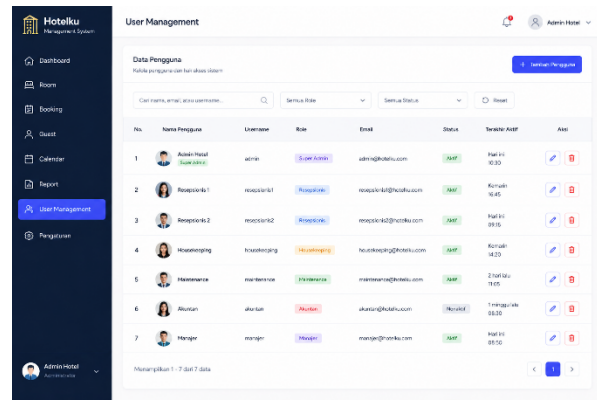 Hotelku
Management System
Dashboard
Room
Booking
Guest
Calendar
Report
User Management
Pengaturan
Admin Hotel
Administrator
User Management
Admin Hotel
Data Pengguna
Kelola pengguna dan hak akses sistem
+ Tambah Pengguna
Cari nama, email, atau username...
Semua Role
Semua Status
Reset
No. Nama Pengguna Username Role Email Status Terakhir Aktif Aksi
1 Admin Hotel Super Admin admin Super Admin admin@hotelku.com Aktif Hari ini 10:30
2 Resepsionis 1 resepsionis1 Resepsionis resepsionis1@hotelku.com Aktif Kemarin 16:45
3 Resepsionis 2 resepsionis2 Resepsionis resepsionis2@hotelku.com Aktif Hari ini 09:15
4 Housekeeping housekeeping Housekeeping housekeeping@hotelku.com Aktif Kemarin 14:20
5 Maintenance maintenance Maintenance maintenance@hotelku.com Aktif 2 hari lalu 11:05
6 Akuntan akuntan Akuntan akuntan@hotelku.com Nonaktif 1 minggu lalu 08:30
7 Manajer manajer Manajer manajer@hotelku.com Aktif Hari ini 08:50
Menampilkan 1 - 7 dari 7 data
1